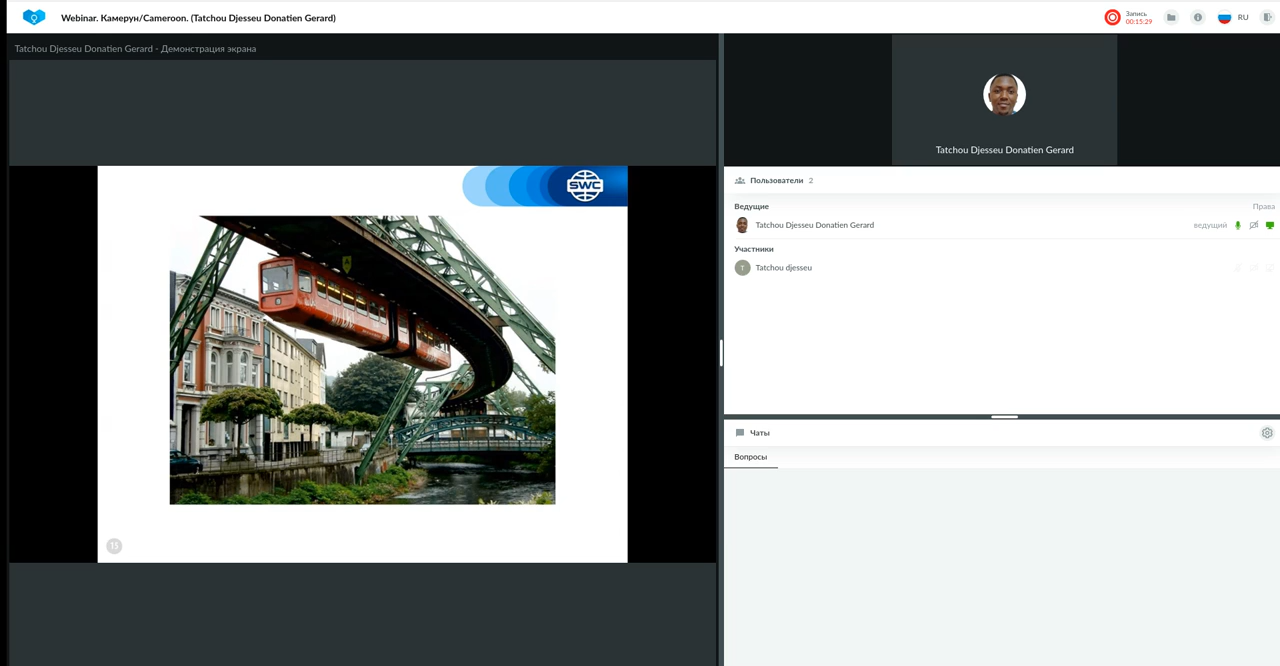 Webinar. Камерун/Cameroon. (Tatchou Djesseu Donatien Gerard)
Запись
00:15:29
RU
Tatchou Djesseu Donatien Gerard - Демонстрация экрана
SWC
15
Tatchou Djesseu Donatien Gerard
Пользователи 2
Ведущие Права
Tatchou Djesseu Donatien Gerard ведущий
Участники
T Tatchou djesseu
Чаты
Вопросы